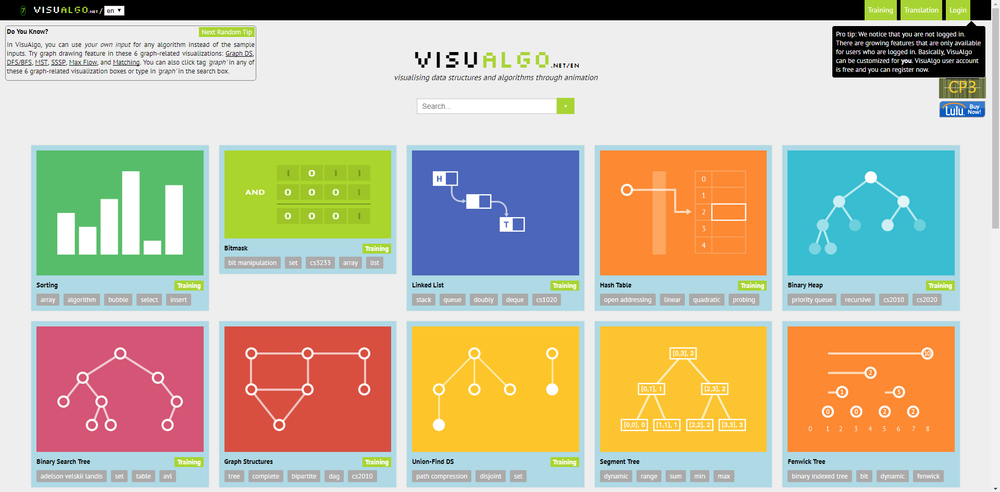 7 VISUALGO.NET / en ▼
Training Translation Login
Do You Know? Next Random Tip
In VisuAlgo, you can use your own input for any algorithm instead of the sample
inputs. Try graph drawing feature in these 6 graph-related visualizations: Graph DS,
DFS/BFS, MST, SSSP, Max Flow, and Matching. You can also click tag 'graph' in any of
these 6 graph-related visualization boxes or type in 'graph' in the search box.
Pro tip: We notice that you are not logged in.
There are growing features that are only available
for users who are logged in. Basically, VisuAlgo
can be customized for you. VisuAlgo user account
is free and you can register now.
VISUALGO.NET/EN
visualising data structures and algorithms through animation
CP3
Lulu. Buy
Now!
Search...
AND
I O I I
O O O I
O O O I
H
T
0
1
2
3
4
Sorting Training
array algorithm bubble select insert
Bitmask Training
bit manipulation set cs3233 array list
Linked List Training
stack queue doubly deque cs1020
Hash Table Training
open addressing linear quadratic probing
Binary Heap Training
priority queue recursive cs2010 cs2020
[0,3], 2
[0,1], 1 [2,3], 2
[0,0], 0 [1,1], 1 [2,2], 2 [3,3], 3
10
2
1 5
0 0 2 2
0 1 2 3 4 5 6 7 8
Binary Search Tree Training
adelson velskii landis set table avl
Graph Structures Training
tree complete bipartite dag cs2010
Union-Find DS Training
path compression disjoint set
Segment Tree
dynamic range sum min max
Fenwick Tree
binary indexed tree bit dynamic fenwick